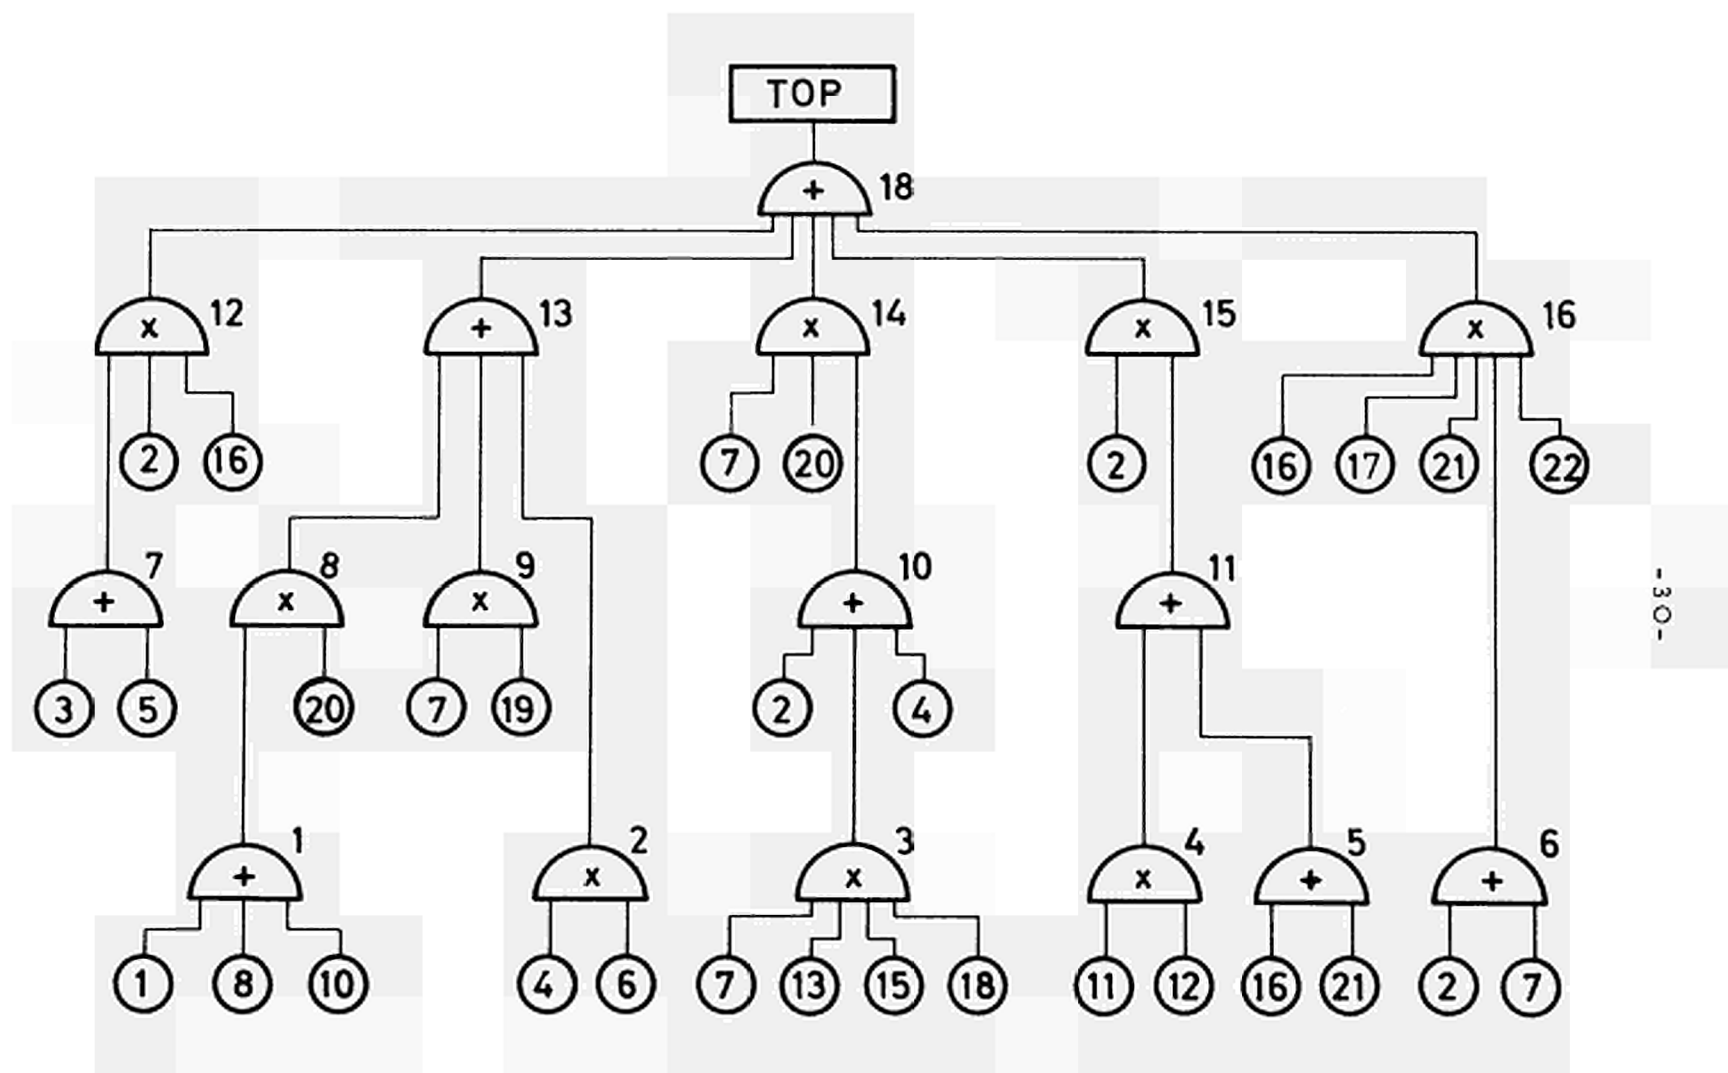 TOP
+ 18
x 12 + 13 x 14 x 15 x 16
2 16 7 20 2 16 17 21 22
+ 7 x 8 x 9 + 10 + 11
-30-
3 5 20 7 19 2 4
+ 1 x 2 x 3 x 4 + 5 + 6
1 8 10 4 6 7 13 15 18 11 12 16 21 2 7